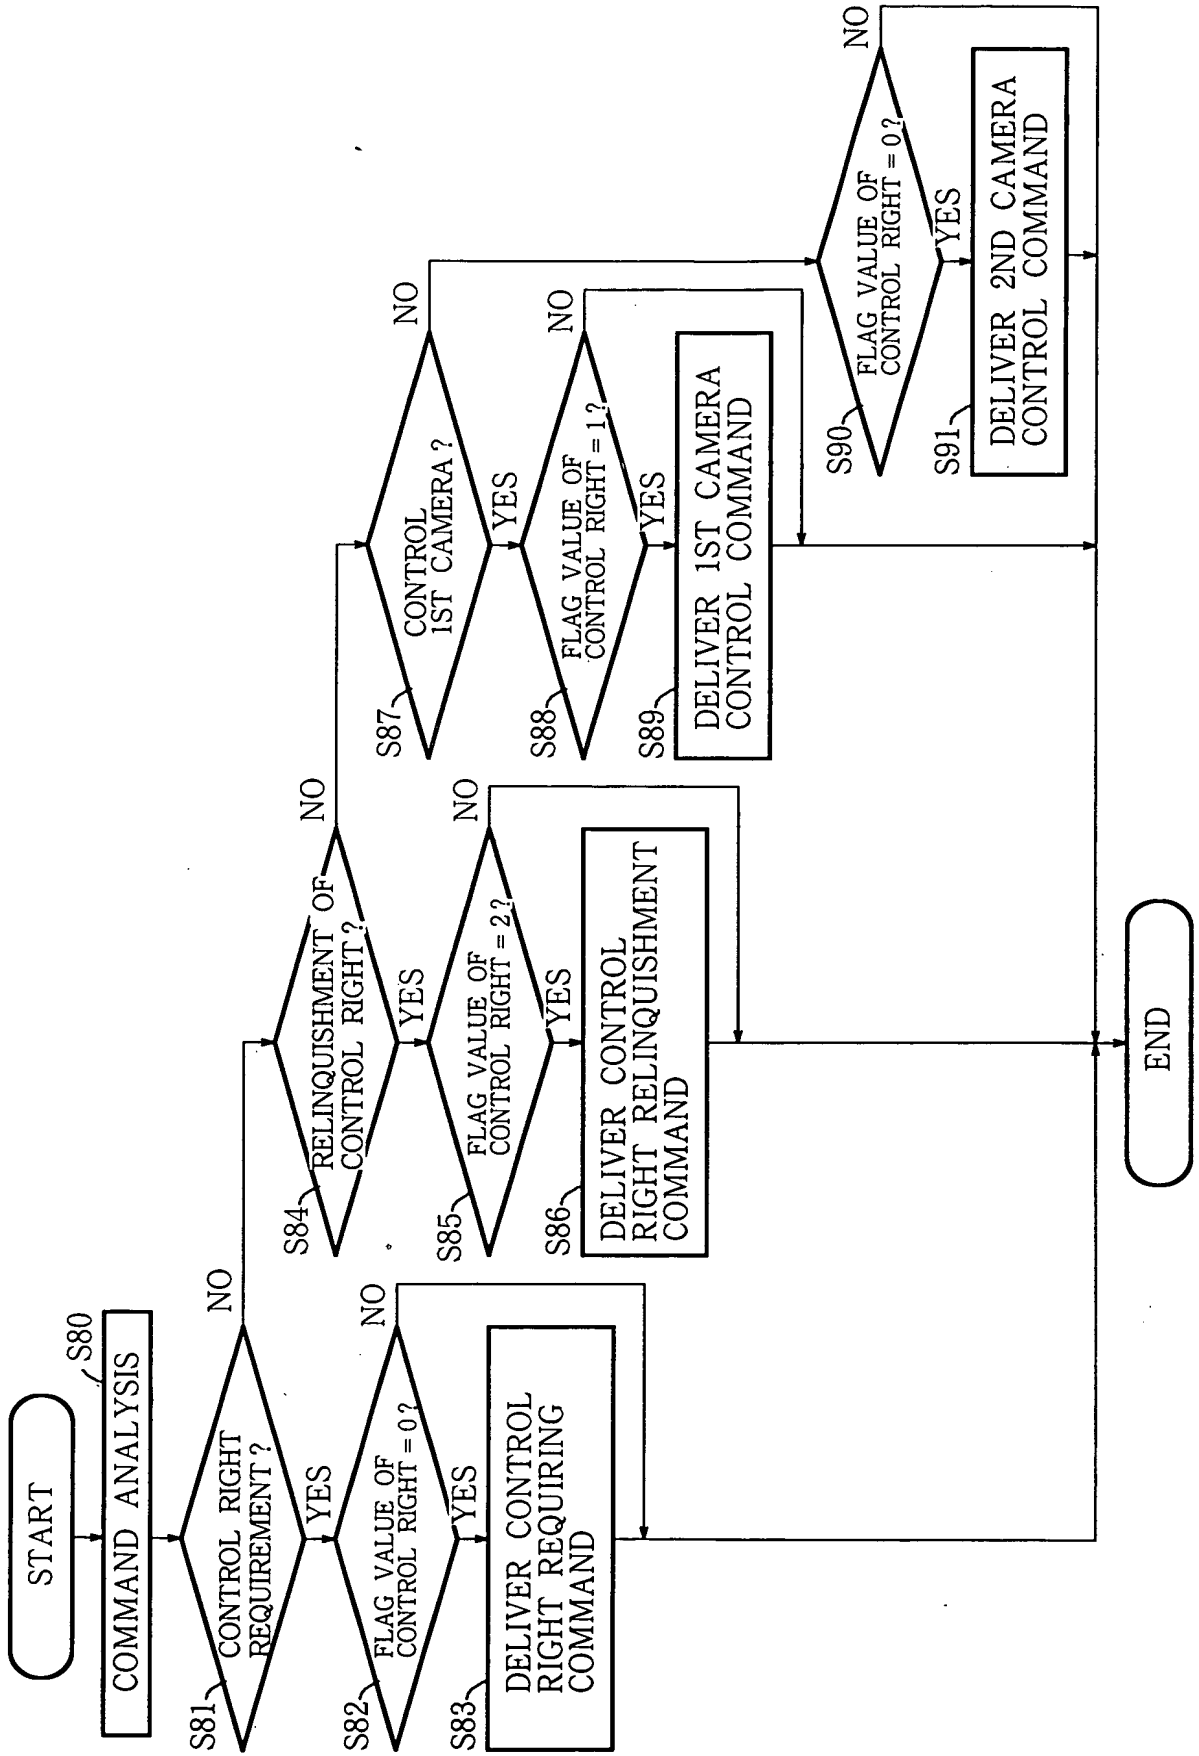 START
S80
COMMAND ANALYSIS
S81
CONTROL RIGHT
REQUIREMENT?
NO
YES
S82
FLAG VALUE OF
CONTROL RIGHT = 0?
NO
YES
S83
DELIVER CONTROL
RIGHT REQUIRING
COMMAND
S84
RELINQUISHMENT OF
CONTROL RIGHT?
NO
YES
S85
FLAG VALUE OF
CONTROL RIGHT = 2?
NO
YES
S86
DELIVER CONTROL
RIGHT RELINQUISHMENT
COMMAND
S87
CONTROL
1ST CAMERA?
NO
YES
S88
FLAG VALUE OF
CONTROL RIGHT = 1?
NO
YES
S89
DELIVER 1ST CAMERA
CONTROL COMMAND
S90
FLAG VALUE OF
CONTROL RIGHT = 0?
NO
YES
S91
DELIVER 2ND CAMERA
CONTROL COMMAND
END